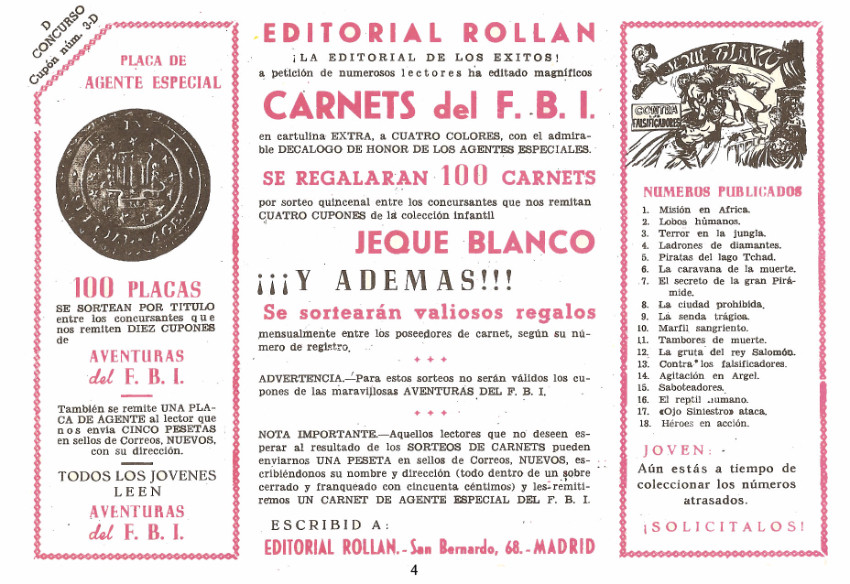 D
CONCURSO
Cupón núm. 3-D
PLACA DE
AGENTE ESPECIAL
100 PLACAS
SE SORTEAN POR TITULO
entre los concursantes que
nos remiten DIEZ CUPONES
de
AVENTURAS
del F. B. I.
También se remite UNA PLA-
CA DE AGENTE al lector que
nos envía CINCO PESETAS
en sellos de Correos, NUEVOS,
con su dirección.
TODOS LOS JOVENES
LEEN
AVENTURAS
del F. B. I.
EDITORIAL ROLLAN
¡LA EDITORIAL DE LOS EXITOS!
a petición de numerosos lectores ha editado magníficos
CARNETS del F. B. I.
en cartulina EXTRA, a CUATRO COLORES, con el admira-
ble DECALOGO DE HONOR DE LOS AGENTES ESPECIALES.
SE REGALARAN 100 CARNETS
por sorteo quincenal entre los concursantes que nos remitan
CUATRO CUPONES de la colección infantil
JEQUE BLANCO
¡¡¡Y ADEMAS!!!
Se sortearán valiosos regalos
mensualmente entre los poseedores de carnet, según su nú-
mero de registro.
ADVERTENCIA.—Para estos sorteos no serán válidos los cu-
pones de las maravillosas AVENTURAS DEL F. B. I.
NOTA IMPORTANTE.—Aquellos lectores que no deseen es-
perar al resultado de los SORTEOS DE CARNETS pueden
enviarnos UNA PESETA en sellos de Correos, NUEVOS, es-
cribiéndonos su nombre y dirección (todo dentro de un sobre
cerrado y franqueado con cincuenta céntimos) y les remiti-
remos UN CARNET DE AGENTE ESPECIAL DEL F. B. I.
ESCRIBID A:
EDITORIAL ROLLAN.- San Bernardo, 68.- MADRID
JEQUE BLANCO
CONTRA
LOS
FALSIFICADORES
NUMEROS PUBLICADOS
1. Misión en Africa.
2. Lobos humanos.
3. Terror en la jungla.
4. Ladrones de diamantes.
5. Piratas del lago Tchad.
6. La caravana de la muerte.
7. El secreto de la gran Pirá-
mide.
8. La ciudad prohibida.
9. La senda trágica.
10. Marfil sangriento.
11. Tambores de muerte.
12. La gruta del rey Salomón.
13. Contra los falsificadores.
14. Agitación en Argel.
15. Saboteadores.
16. El reptil humano.
17. «Ojo Siniestro» ataca.
18. Héroes en acción.
JOVEN:
Aún estás a tiempo de
coleccionar los números
atrasados.
¡SOLICITALOS!
4